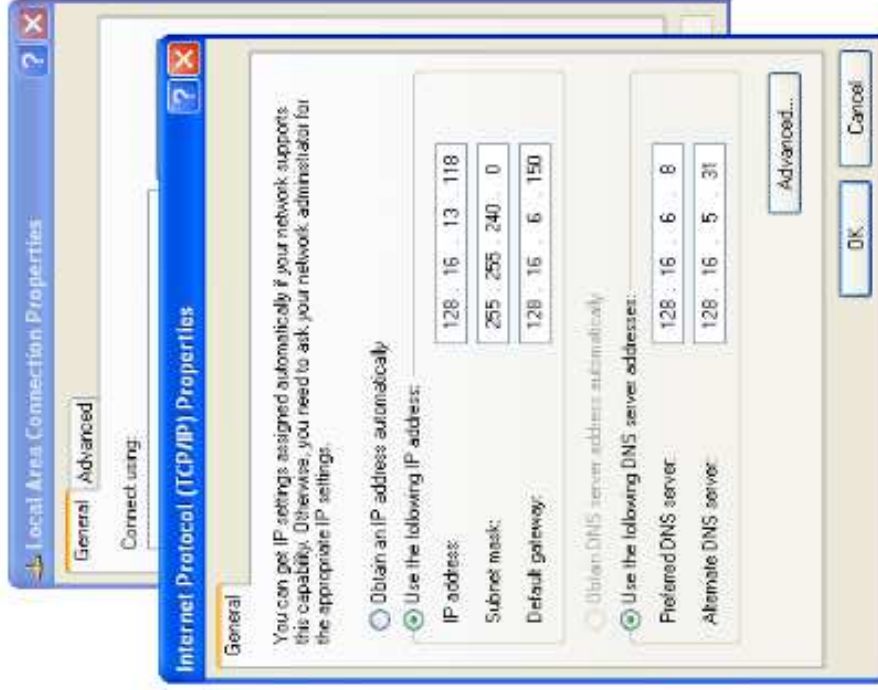 Local Area Connection Properties
General Advanced
Connect using:
Internet Protocol (TCP/IP) Properties
General
You can get IP settings assigned automatically if your network supports
this capability. Otherwise, you need to ask your network administrator for
the appropriate IP settings.
Obtain an IP address automatically
Use the following IP address:
IP address: 128 . 16 . 13 . 118
Subnet mask: 255 . 255 . 240 . 0
Default gateway: 128 . 16 . 6 . 150
Obtain DNS server address automatically
Use the following DNS server addresses:
Preferred DNS server: 128 . 16 . 6 . 8
Alternate DNS server: 128 . 16 . 5 . 31
Advanced...
OK Cancel